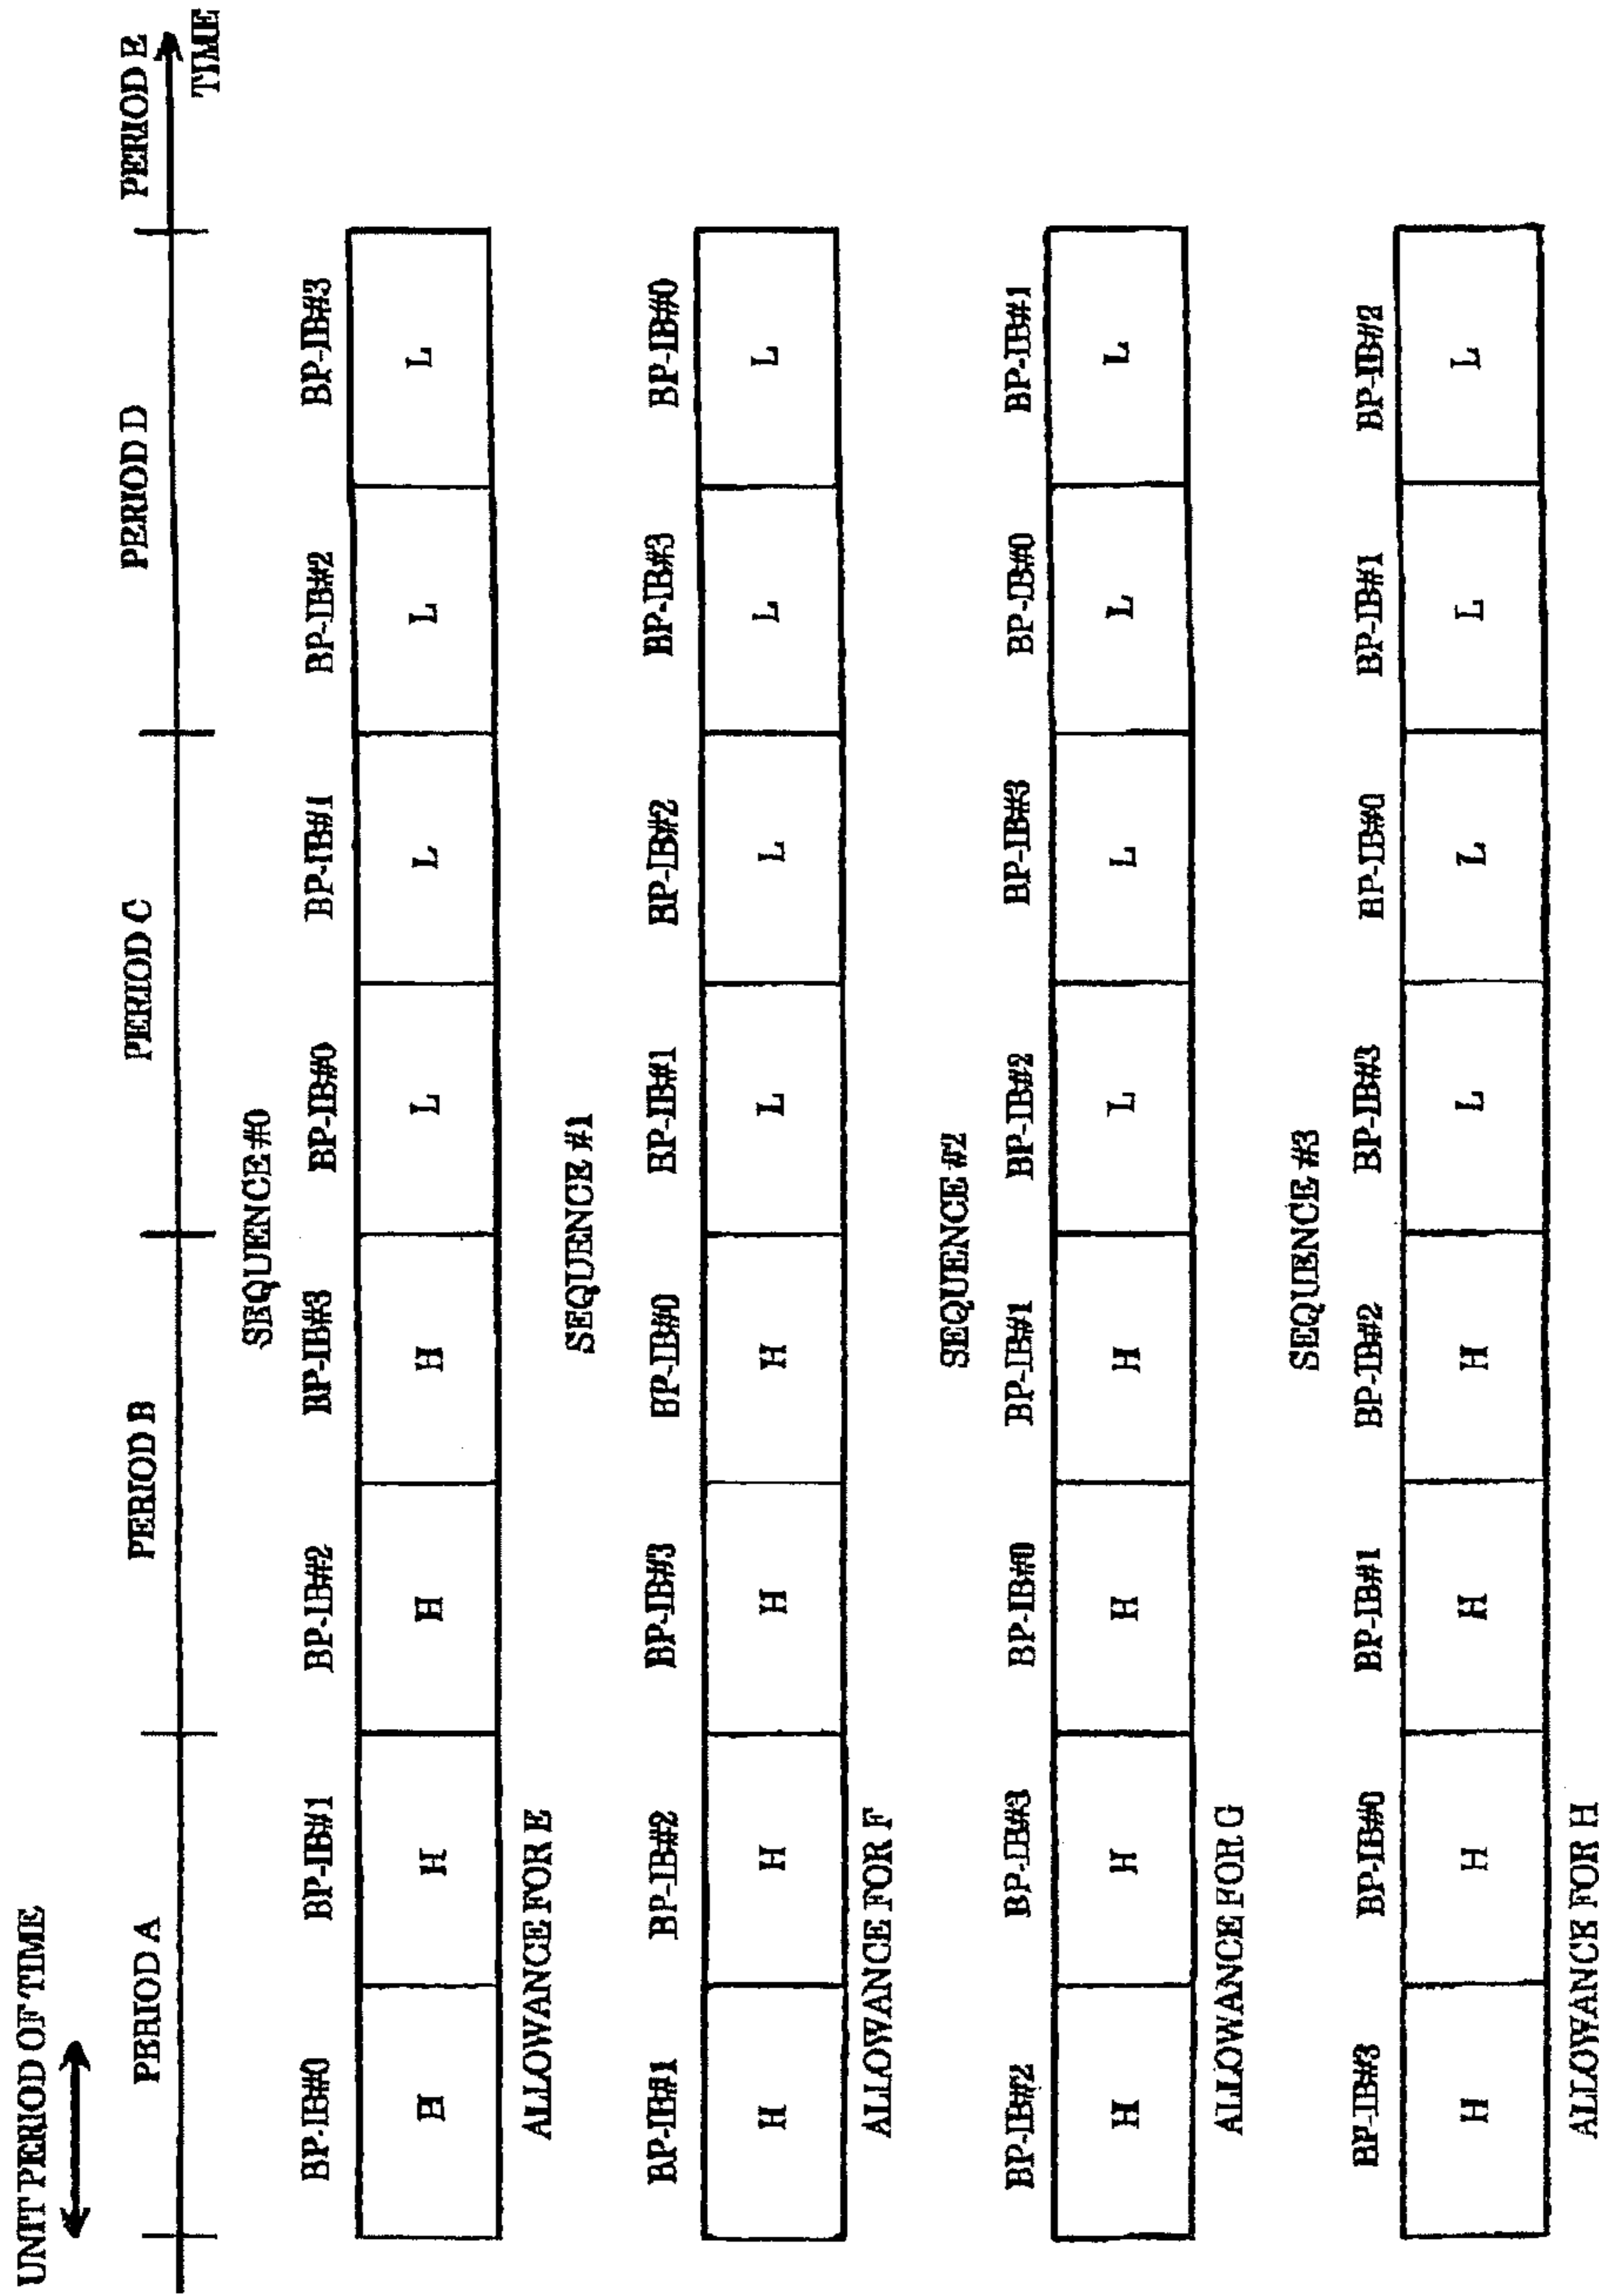 UNIT PERIOD OF TIME
PERIOD A PERIOD B PERIOD C PERIOD D PERIOD E
TIME
SEQUENCE #0
BP-IB#0 BP-IB#1 BP-IB#2 BP-IB#3 BP-IB#0 BP-IB#1 BP-IB#2 BP-IB#3
H H H H L L L L
ALLOWANCE FOR E
SEQUENCE #1
BP-IB#1 BP-IB#2 BP-IB#3 BP-IB#0 BP-IB#1 BP-IB#2 BP-IB#3 BP-IB#0
H H H H L L L L
ALLOWANCE FOR F
SEQUENCE #2
BP-IB#2 BP-IB#3 BP-IB#0 BP-IB#1 BP-IB#2 BP-IB#3 BP-IB#0 BP-IB#1
H H H H L L L L
ALLOWANCE FOR G
SEQUENCE #3
BP-IB#3 BP-IB#0 BP-IB#1 BP-IB#2 BP-IB#3 BP-IB#0 BP-IB#1 BP-IB#2
H H H H L L L L
ALLOWANCE FOR H